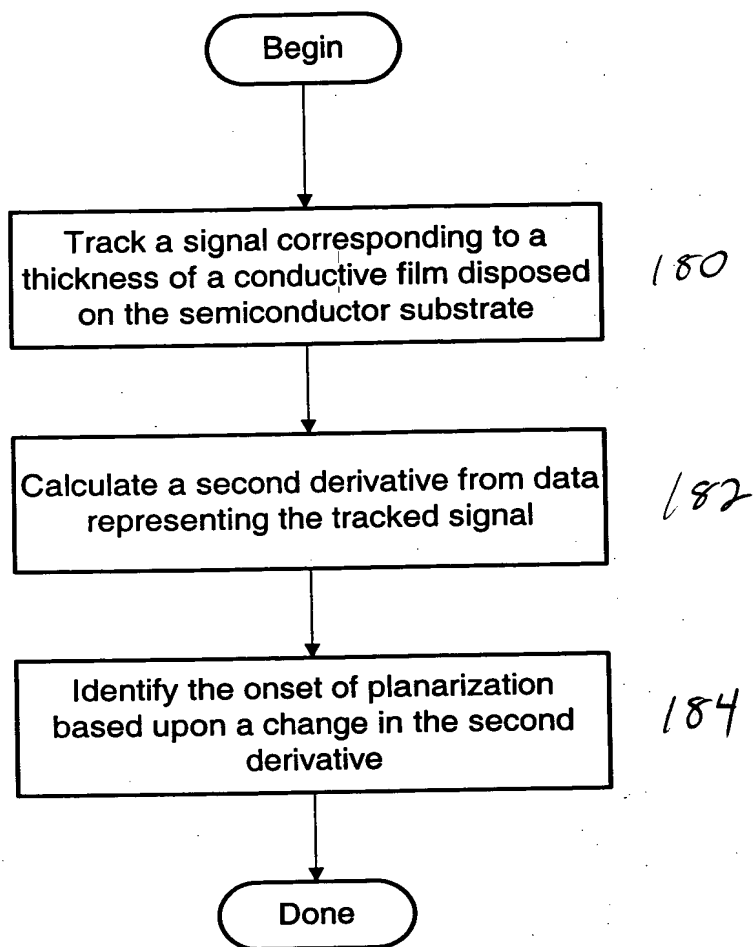 Begin
Track a signal corresponding to a
thickness of a conductive film disposed
on the semiconductor substrate
180
Calculate a second derivative from data
representing the tracked signal
182
Identify the onset of planarization
based upon a change in the second
derivative
184
Done